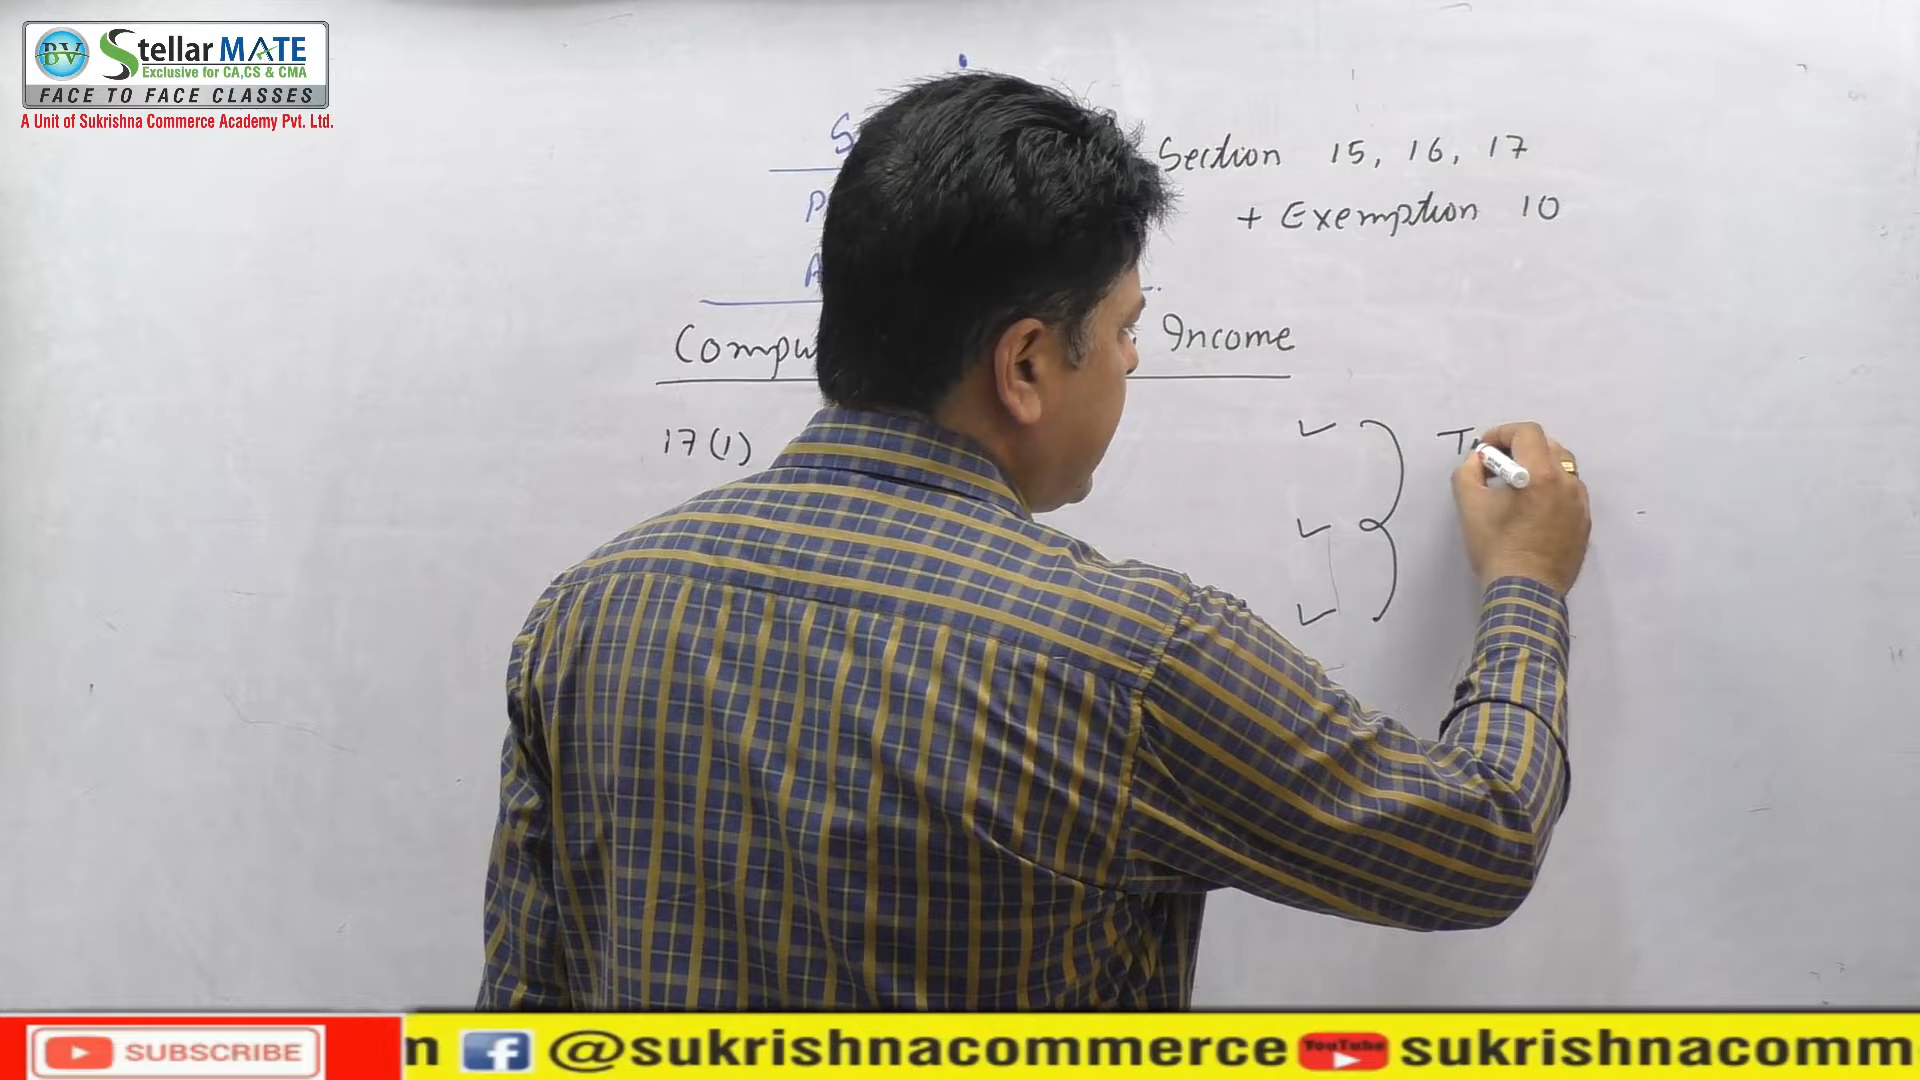 BV Stellar MATE
Exclusive for CA,CS & CMA
FACE TO FACE CLASSES
A Unit of Sukrishna Commerce Academy Pvt. Ltd.
Section 15, 16, 17
+ Exemption 10
Income
17(1)
SUBSCRIBE
@sukrishnacommerce YouTube sukrishnacomm